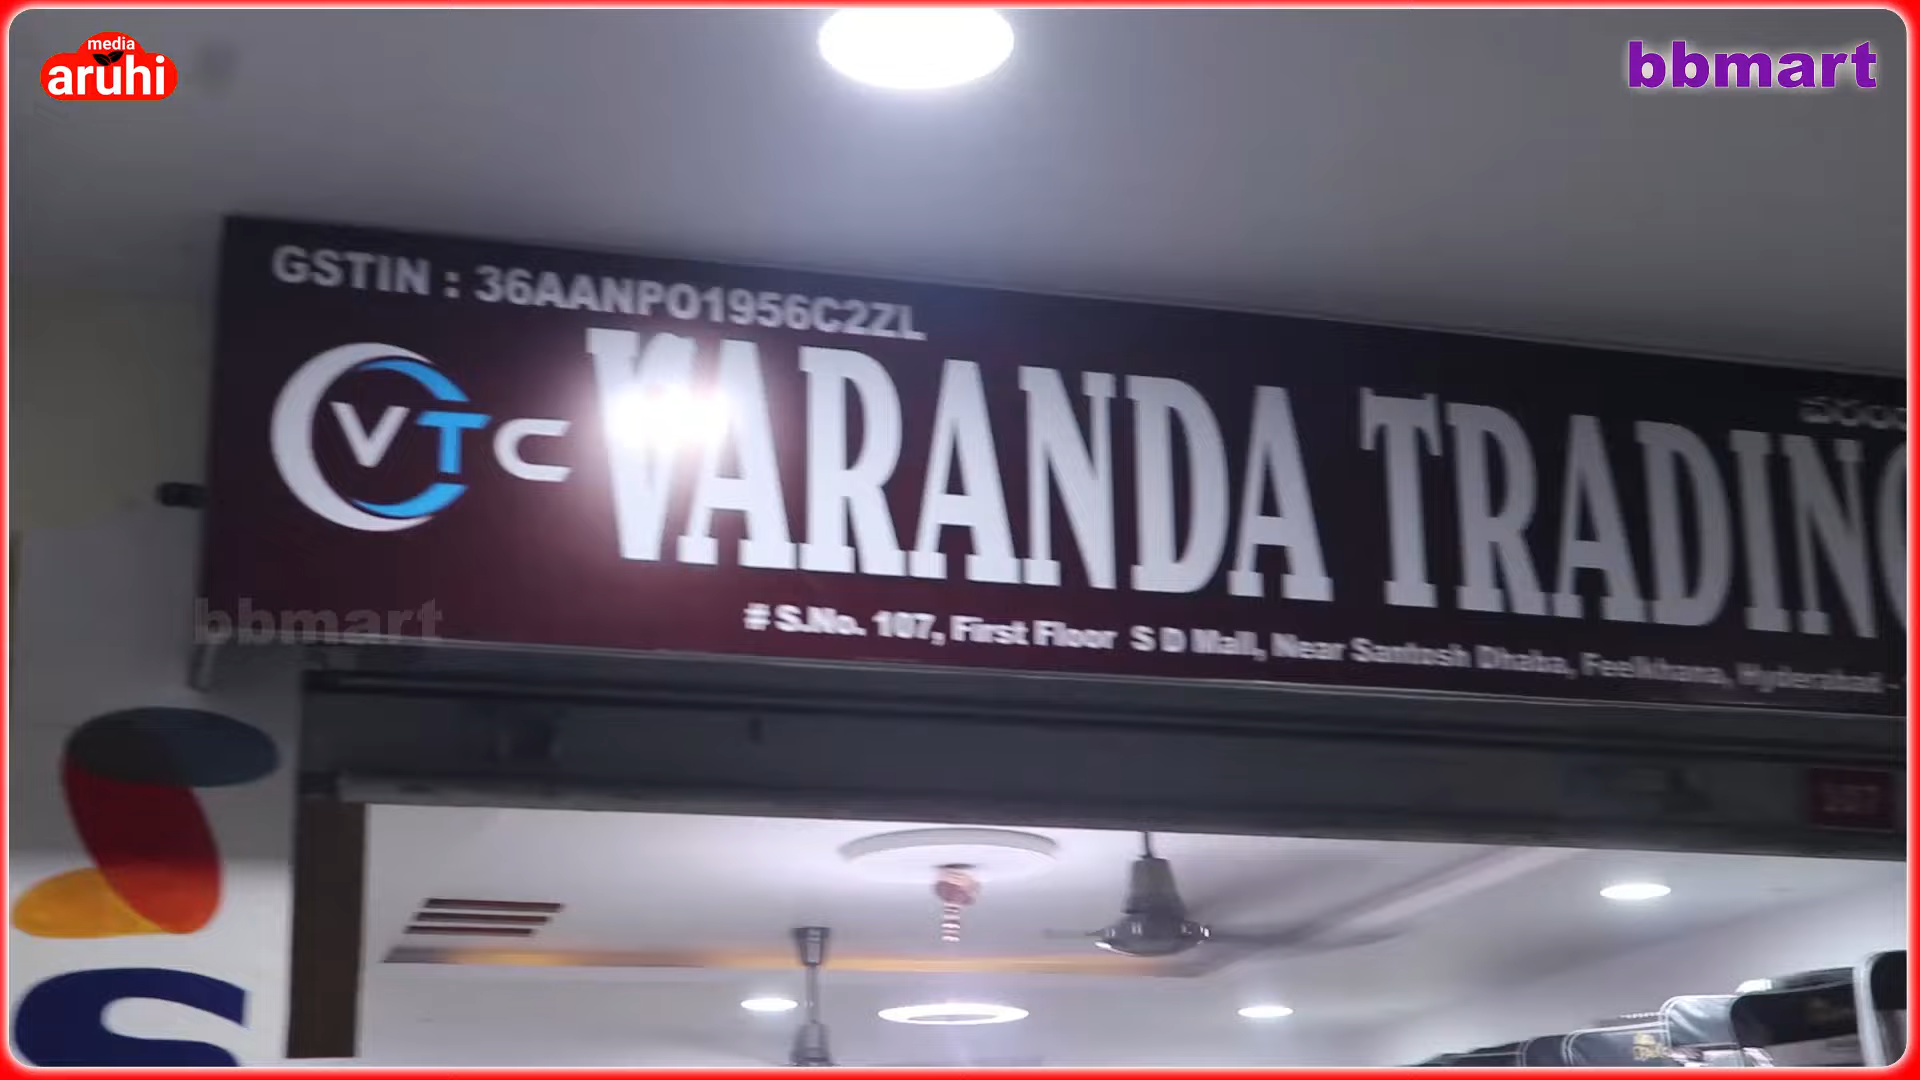 media
aruhi
bbmart
GSTIN : 36AANPO1956C2ZL
VTC
VARANDA TRADING
# S.No. 107, First Floor S D Mall, Near Santosh Dhaba, Feelkhana, Hyderabad -
bbmart
107
S